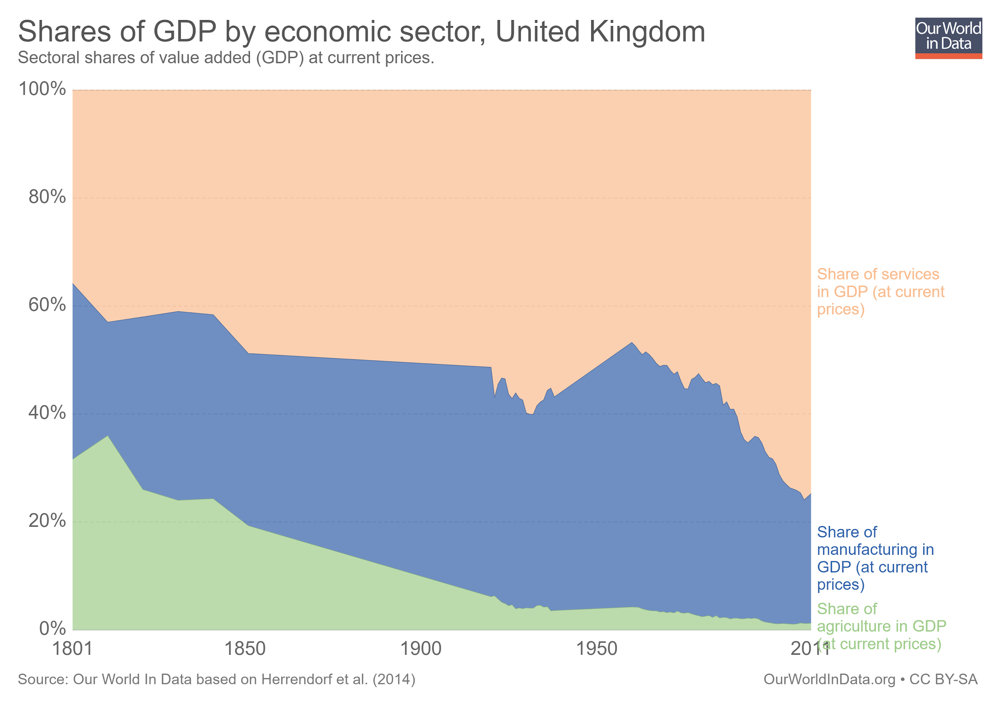 Shares of GDP by economic sector, United Kingdom
Sectoral shares of value added (GDP) at current prices.
Our World
in Data
100%
80%
60%
40%
20%
0%
1801
1850
1900
1950
2011
Share of services
in GDP (at current
prices)
Share of
manufacturing in
GDP (at current
prices)
Share of
agriculture in GDP
(at current prices)
Source: Our World In Data based on Herrendorf et al. (2014)
OurWorldInData.org • CC BY-SA